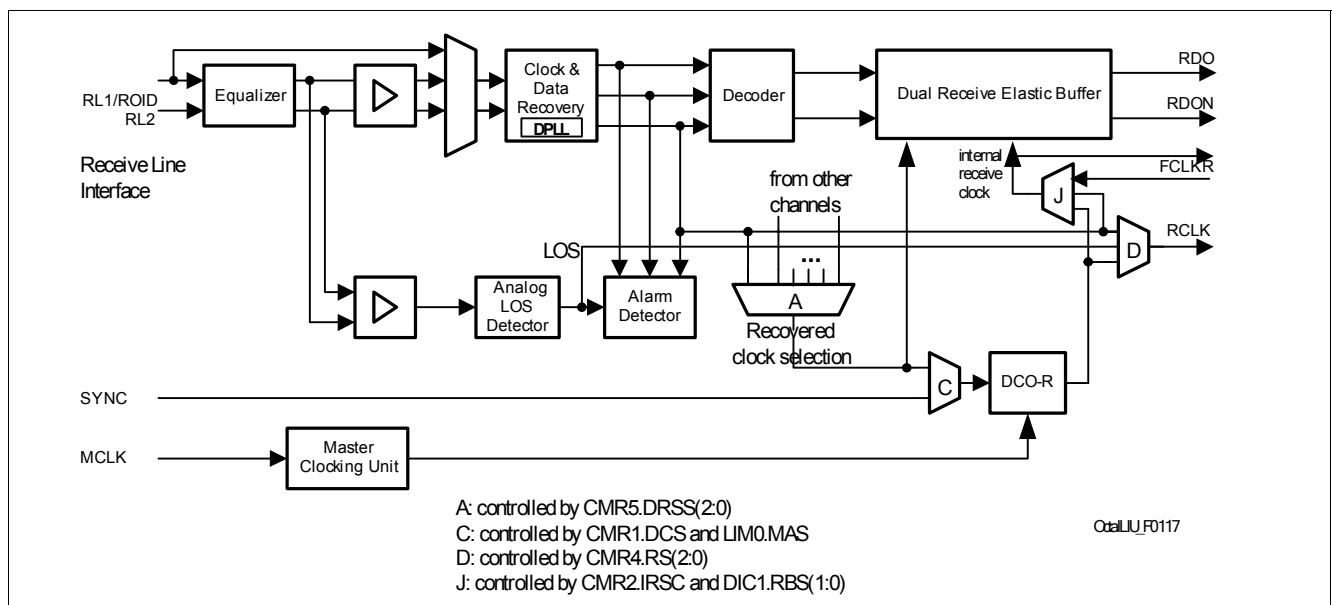 RDO
Clock &
Data
Recovery
DPLL
Equalizer
Decoder
Dual Receive Elastic Buffer
RL1/ROID
RL2
RDON
Receive Line
Interface
internal
receive
clock
FCLKR
from other
channels
J
RCLK
D
LOS
...
A
Analog
LOS
Detector
Alarm
Detector
Recovered
clock selection
C
DCO-R
SYNC
MCLK
Master
Clocking Unit
A: controlled by CMR5.DRSS(2:0)
C: controlled by CMR1.DCS and LIM0.MAS
D: controlled by CMR4.RS(2:0)
J: controlled by CMR2.IRSC and DIC1.RBS(1:0)
OctalLIU_F0117